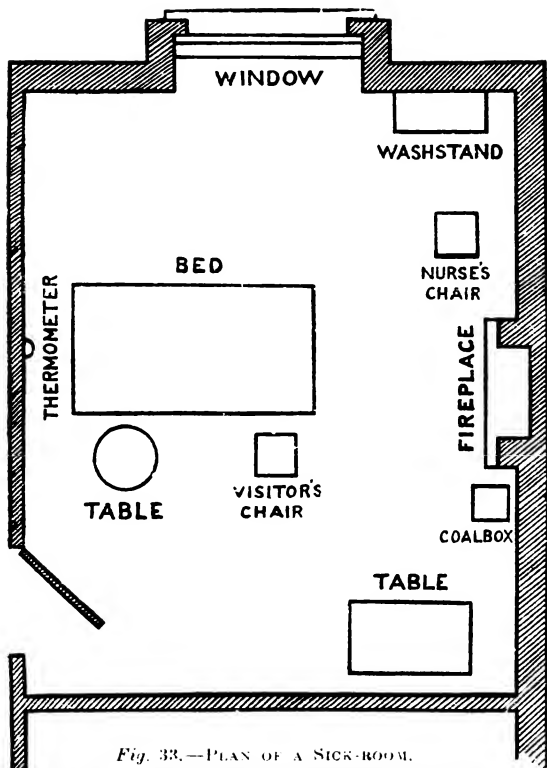 WINDOW
WASHSTAND
BED
NURSE'S
CHAIR
THERMOMETER
FIREPLACE
TABLE
VISITOR'S
CHAIR
COALBOX
TABLE
Fig. 33.—PLAN OF A SICK-ROOM.